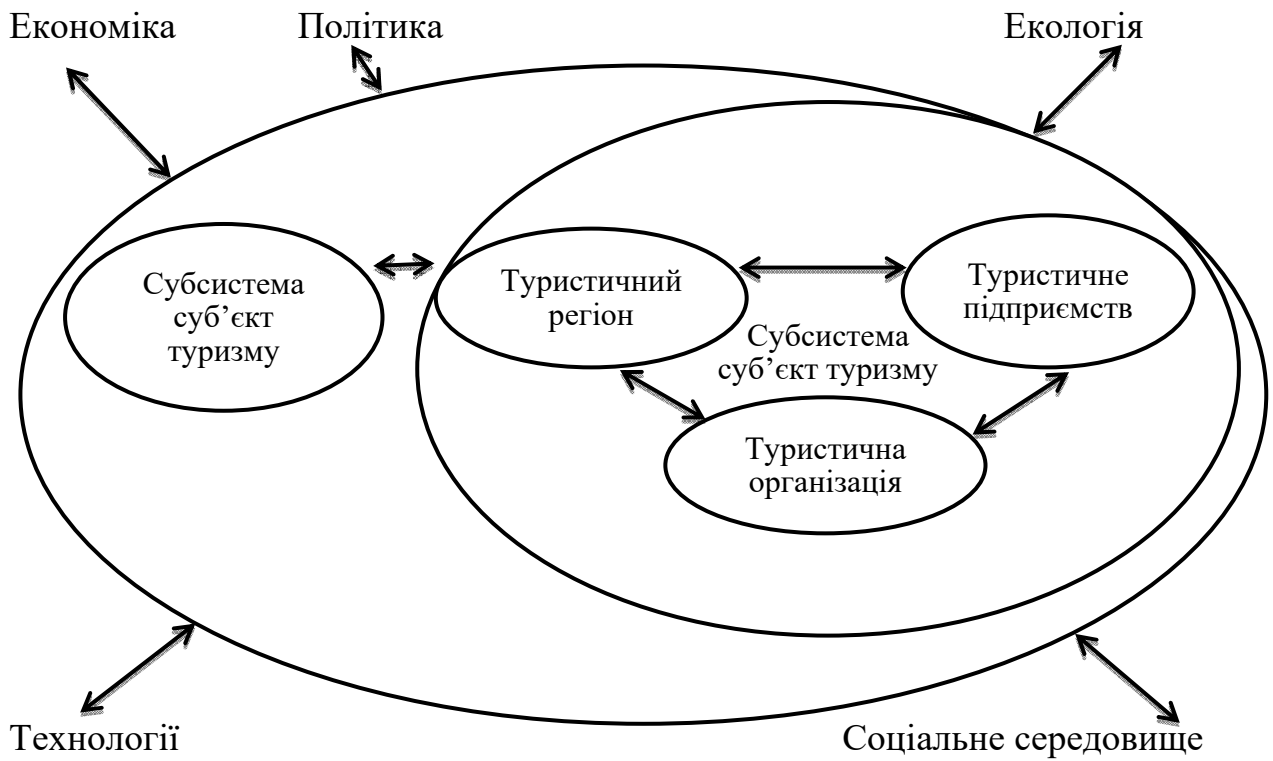 Економіка
Політика
Екологія
Субсистема
суб’єкт
туризму
Туристичний
регіон
Туристичне
підприємств
Субсистема
суб’єкт туризму
Туристична
організація
Технології
Соціальне середовище